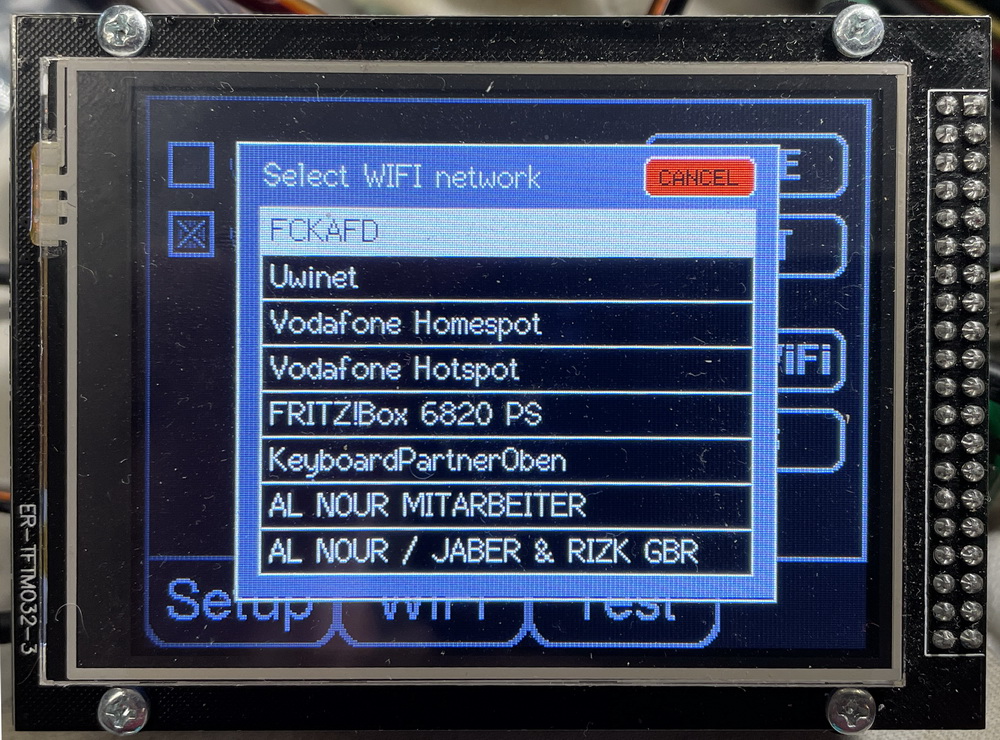 Select WIFI network
CANCEL
FCKAFD
Uwinet
Vodafone Homespot
Vodafone Hotspot
FRITZ!Box 6820 PS
KeyboardPartnerOben
AL NOUR MITARBEITER
AL NOUR / JABER & RIZK GBR
WiFi
Setup
WiFi
Test
ER-TFTM032-3